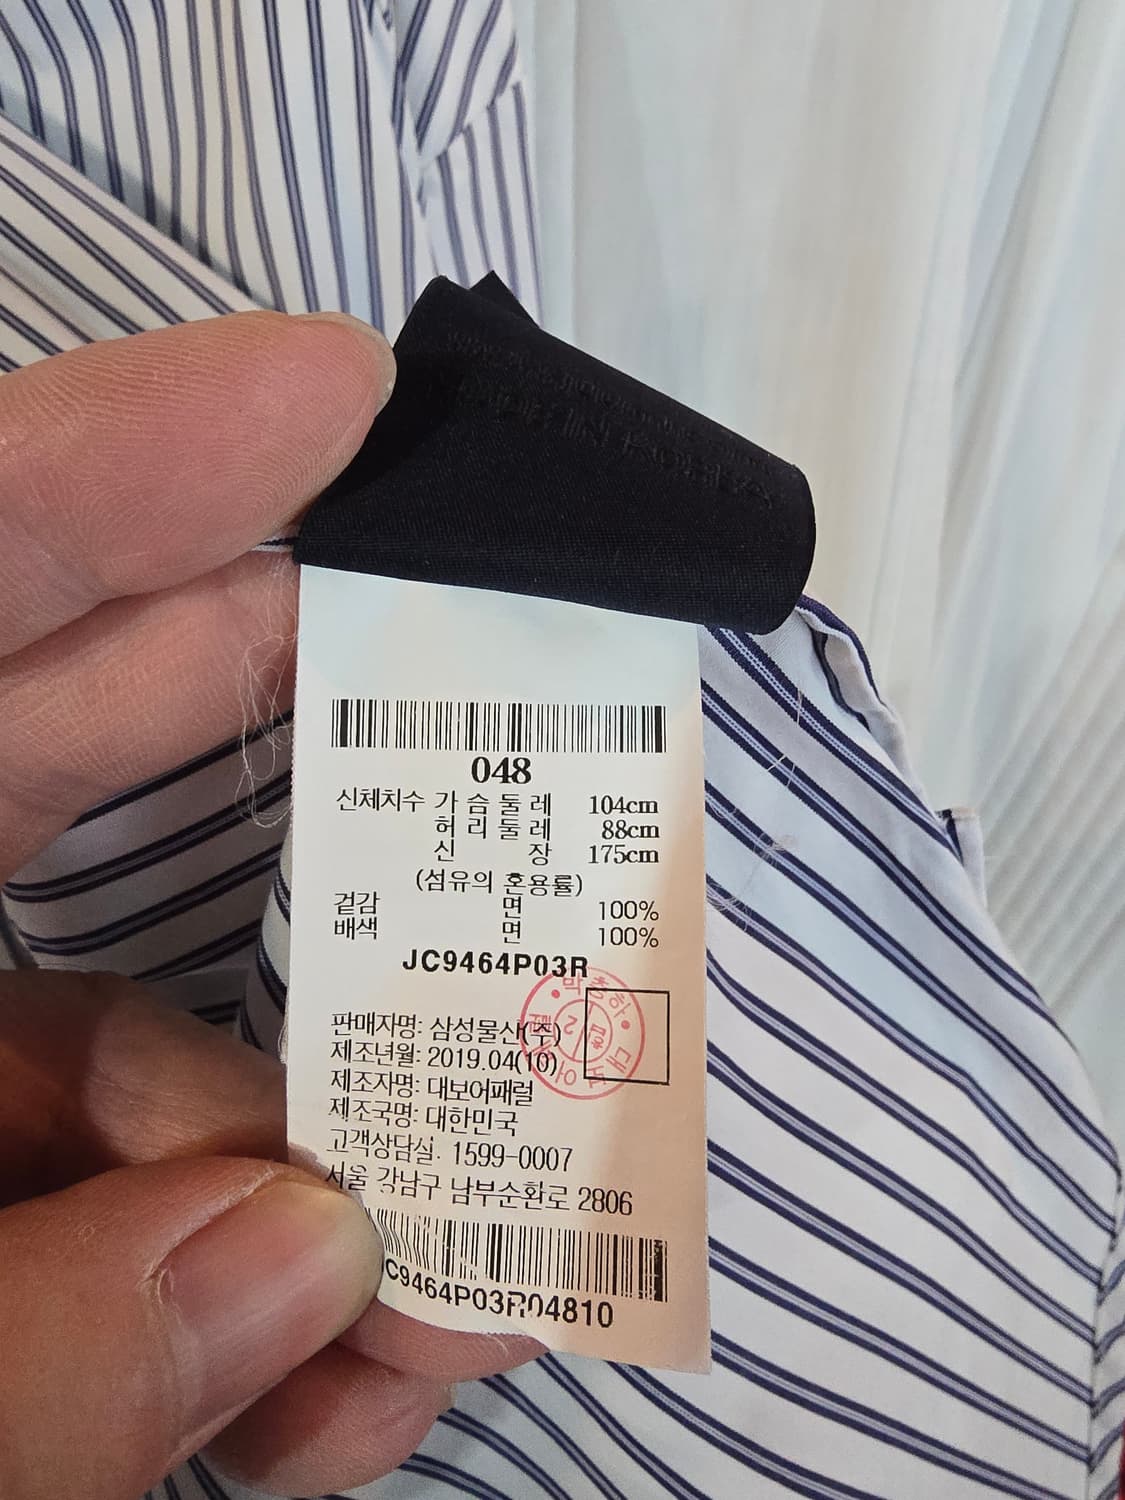 048
신체치수 가슴둘레 104cm
허리둘레 88cm
신장 175cm
(섬유의 혼용률)
겉감 면 100%
배색 면 100%
JC9464P03R
판매자명: 삼성물산(주)
제조년월: 2019.04(10)
제조자명: 대보어패럴
제조국명: 대한민국
고객상담실. 1599-0007
서울 강남구 남부순환로 2806
JC9464P03R04810